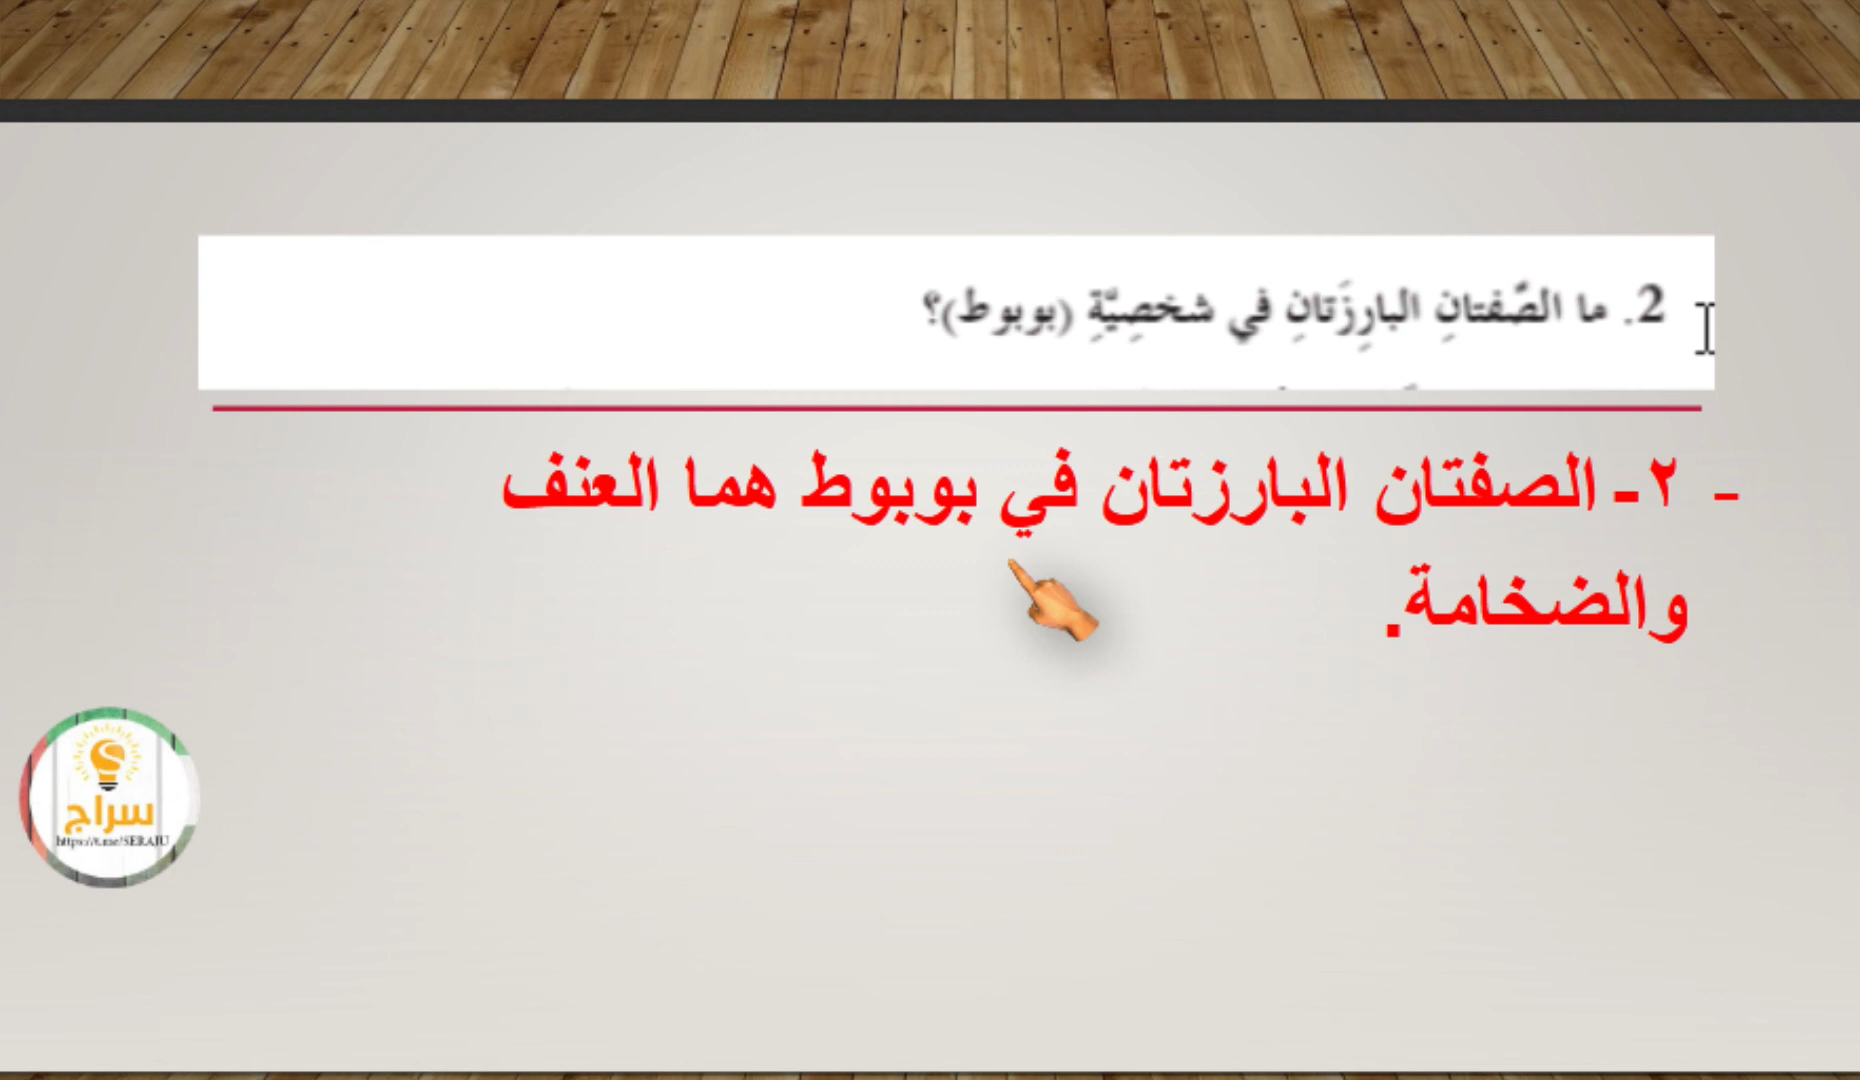 2. ما الصِّفتانِ البارِزَتانِ في شخصِيَّةِ (بوبوط)؟
- ٢- الصفتان البارزتان في بوبوط هما العنف
والضخامة.
سراج
https://t.me/SERAJU